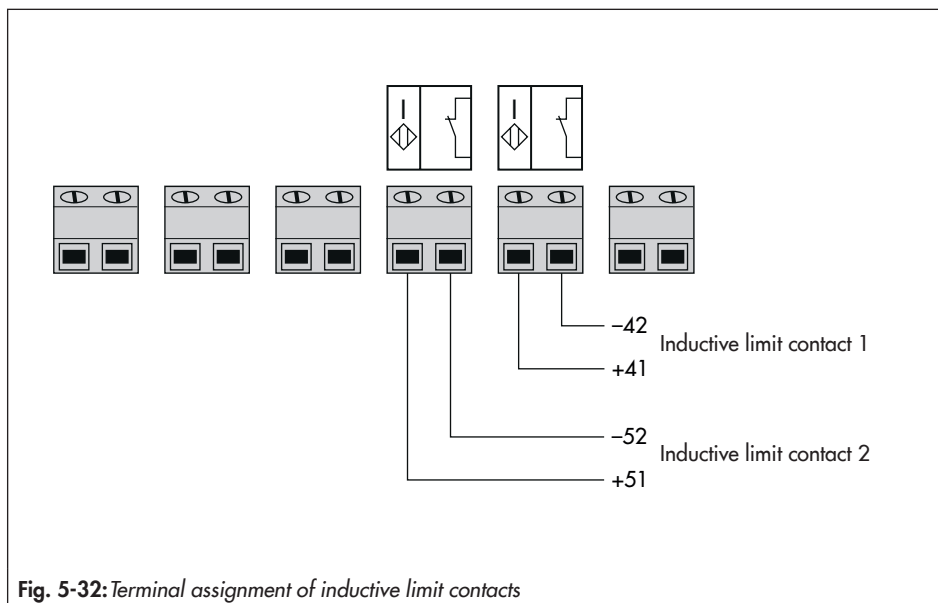 –42
Inductive limit contact 1
+41
–52
Inductive limit contact 2
+51
Fig. 5-32: Terminal assignment of inductive limit contacts